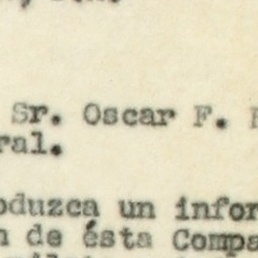 Sr. Oscar F.
ral.
oduzca un infor
n de ésta Compa